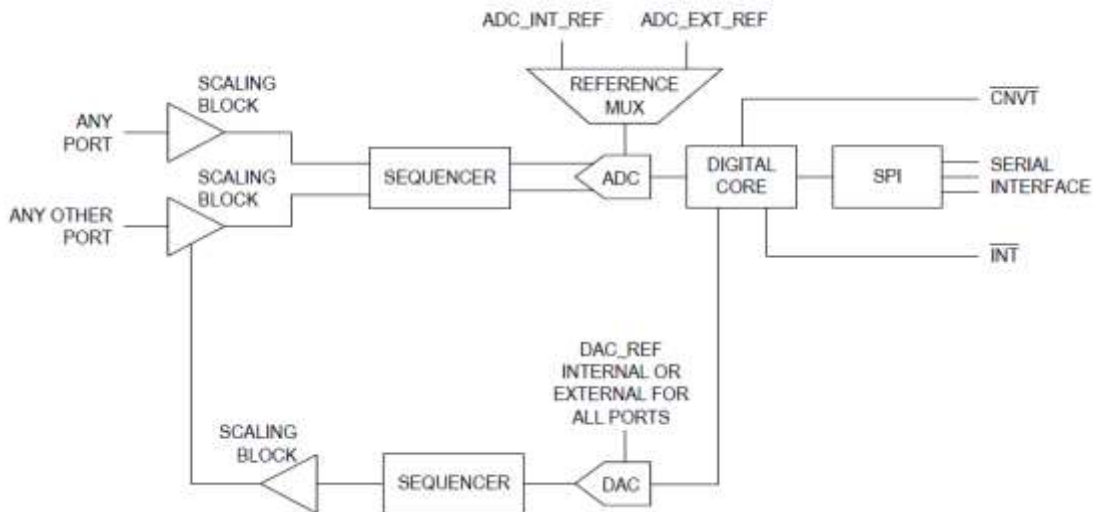 ADC_INT_REF
ADC_EXT_REF
REFERENCE
MUX
SCALING
BLOCK
ANY
PORT
CNVT
SEQUENCER
ADC
DIGITAL
CORE
SPI
SERIAL
INTERFACE
SCALING
BLOCK
ANY OTHER
PORT
INT
DAC_REF
INTERNAL OR
EXTERNAL FOR
ALL PORTS
SCALING
BLOCK
SEQUENCER
DAC